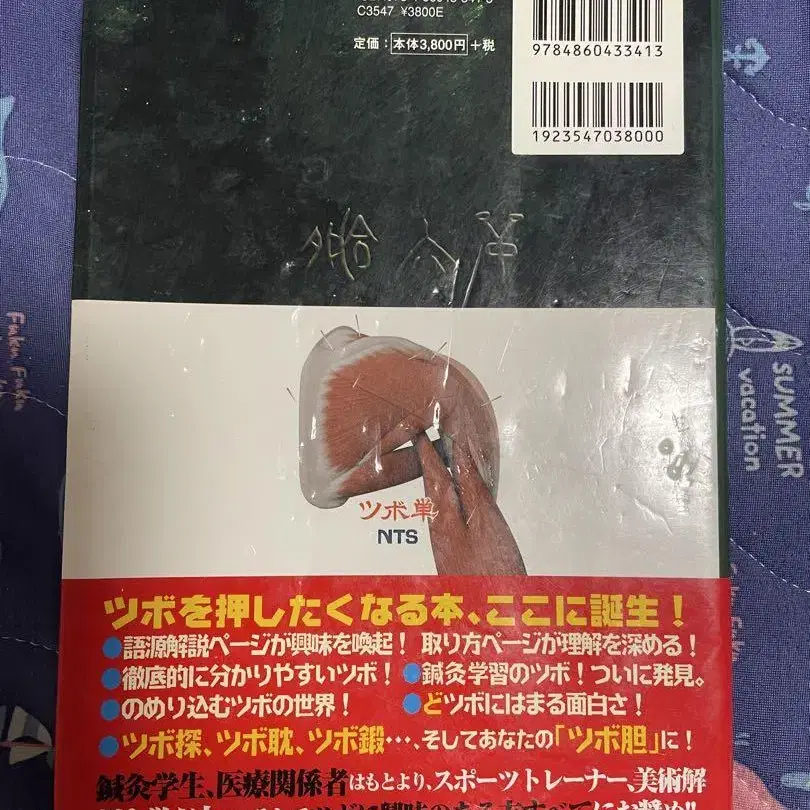 C3547 ¥3800E
定価：本体3,800円＋税
9784860433413
1923547038000
ツボ単
NTS
ツボを押したくなる本、ここに誕生！
●語源解説ページが興味を喚起！ 取り方ページが理解を深める！
●徹底的に分かりやすいツボ！ ●鍼灸学習のツボ！ついに発見。
●のめり込むツボの世界！ ●どツボにはまる面白さ！
●ツボ探、ツボ耽、ツボ鍛…、そしてあなたの「ツボ胆」に！
鍼灸学生、医療関係者はもとより、スポーツトレーナー、美術解
SUMMER
vacation
Fuku Fuku